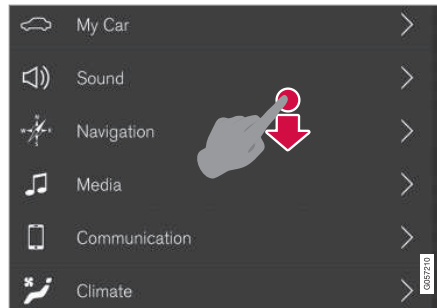 My Car
Sound
Navigation
Media
Communication
Climate
G057210